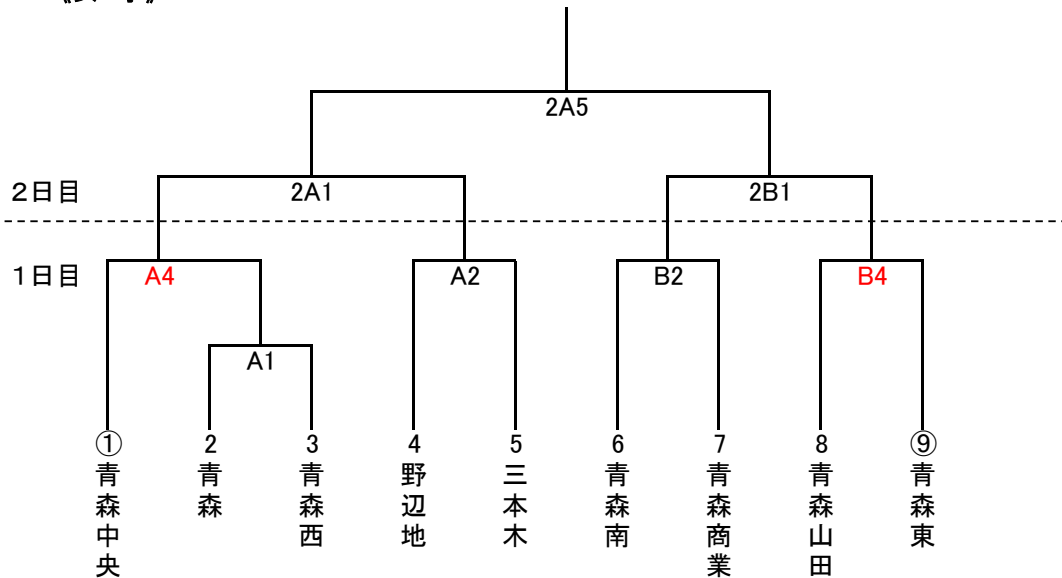 2A5
2日目
2A1
2B1
1日目
A4
A2
B2
B4
A1
①青森中央
2青森
3青森西
4野辺地
5三本木
6青森南
7青森商業
8青森山田
⑨青森東